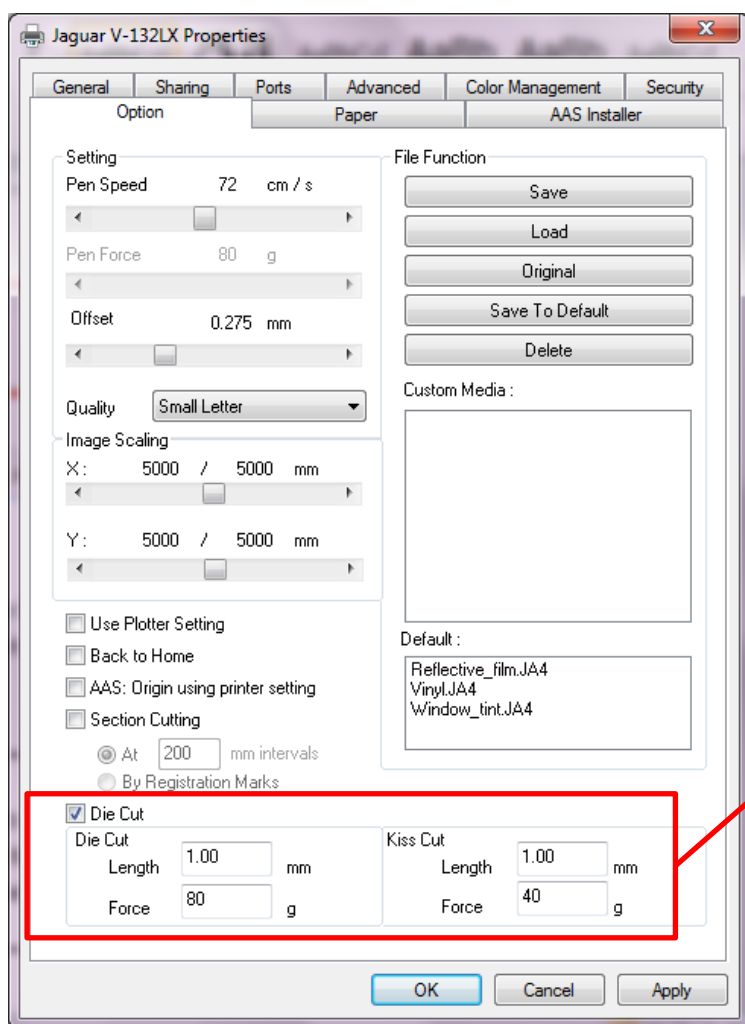 Jaguar V-132LX Properties
General Sharing Ports Advanced Color Management Security
Option Paper AAS Installer
Setting
Pen Speed 72 cm / s
Pen Force 80 g
Offset 0.275 mm
Quality Small Letter
Image Scaling
X : 5000 / 5000 mm
Y : 5000 / 5000 mm
Use Plotter Setting
Back to Home
AAS: Origin using printer setting
Section Cutting
At 200 mm intervals
By Registration Marks
File Function
Save
Load
Original
Save To Default
Delete
Custom Media :
Default :
Reflective_film.JA4
Vinyl.JA4
Window_tint.JA4
Die Cut
Die Cut
Length 1.00 mm
Force 80 g
Kiss Cut
Length 1.00 mm
Force 40 g
OK Cancel Apply